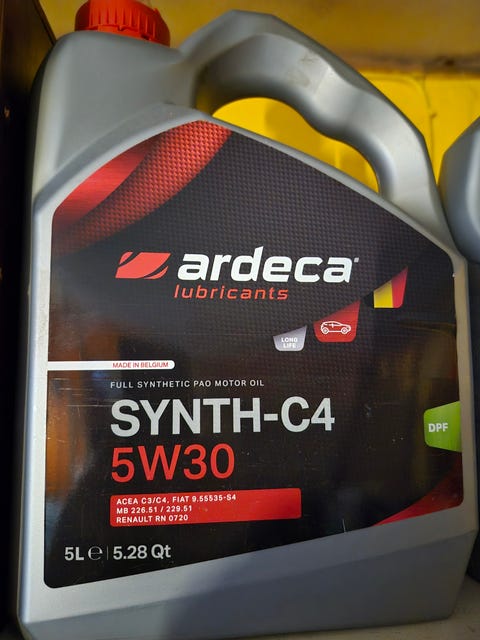 ardeca
lubricants
LONG
LIFE
MADE IN BELGIUM
FULL SYNTHETIC PAO MOTOR OIL
SYNTH-C4
5W30
DPF
ACEA C3/C4, FIAT 9.55535-S4
MB 226.51 / 229.51
RENAULT RN 0720
5L e | 5.28 Qt